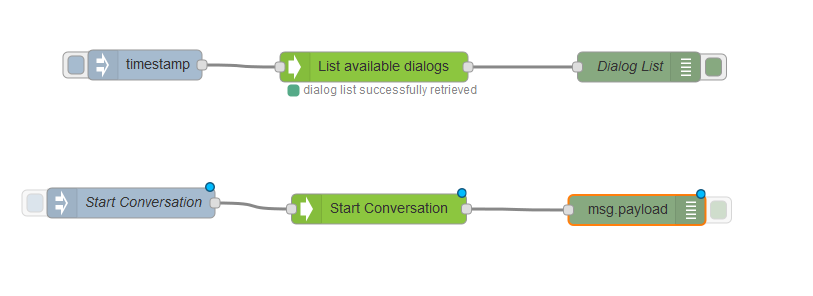 timestamp
List available dialogs
Dialog List
dialog list successfully retrieved
Start Conversation
Start Conversation
msg.payload